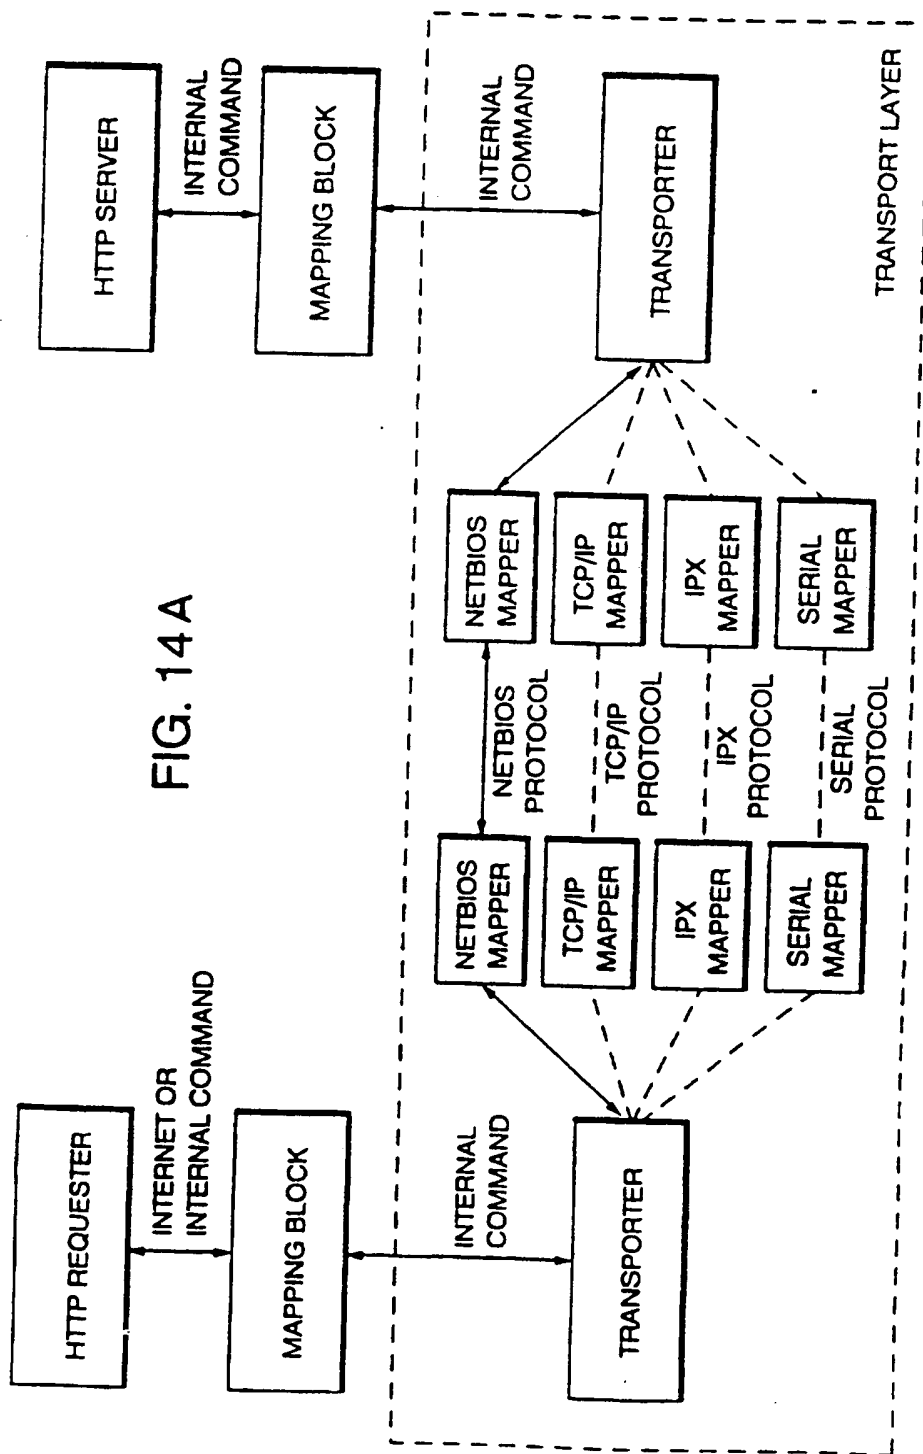 FIG. 14 A
HTTP REQUESTER
INTERNET OR
INTERNAL COMMAND
MAPPING BLOCK
INTERNAL
COMMAND
TRANSPORTER
NETBIOS
MAPPER
TCP/IP
MAPPER
IPX
MAPPER
SERIAL
MAPPER
NETBIOS
PROTOCOL
TCP/IP
PROTOCOL
IPX
PROTOCOL
SERIAL
PROTOCOL
NETBIOS
MAPPER
TCP/IP
MAPPER
IPX
MAPPER
SERIAL
MAPPER
HTTP SERVER
INTERNAL
COMMAND
MAPPING BLOCK
INTERNAL
COMMAND
TRANSPORTER
TRANSPORT LAYER